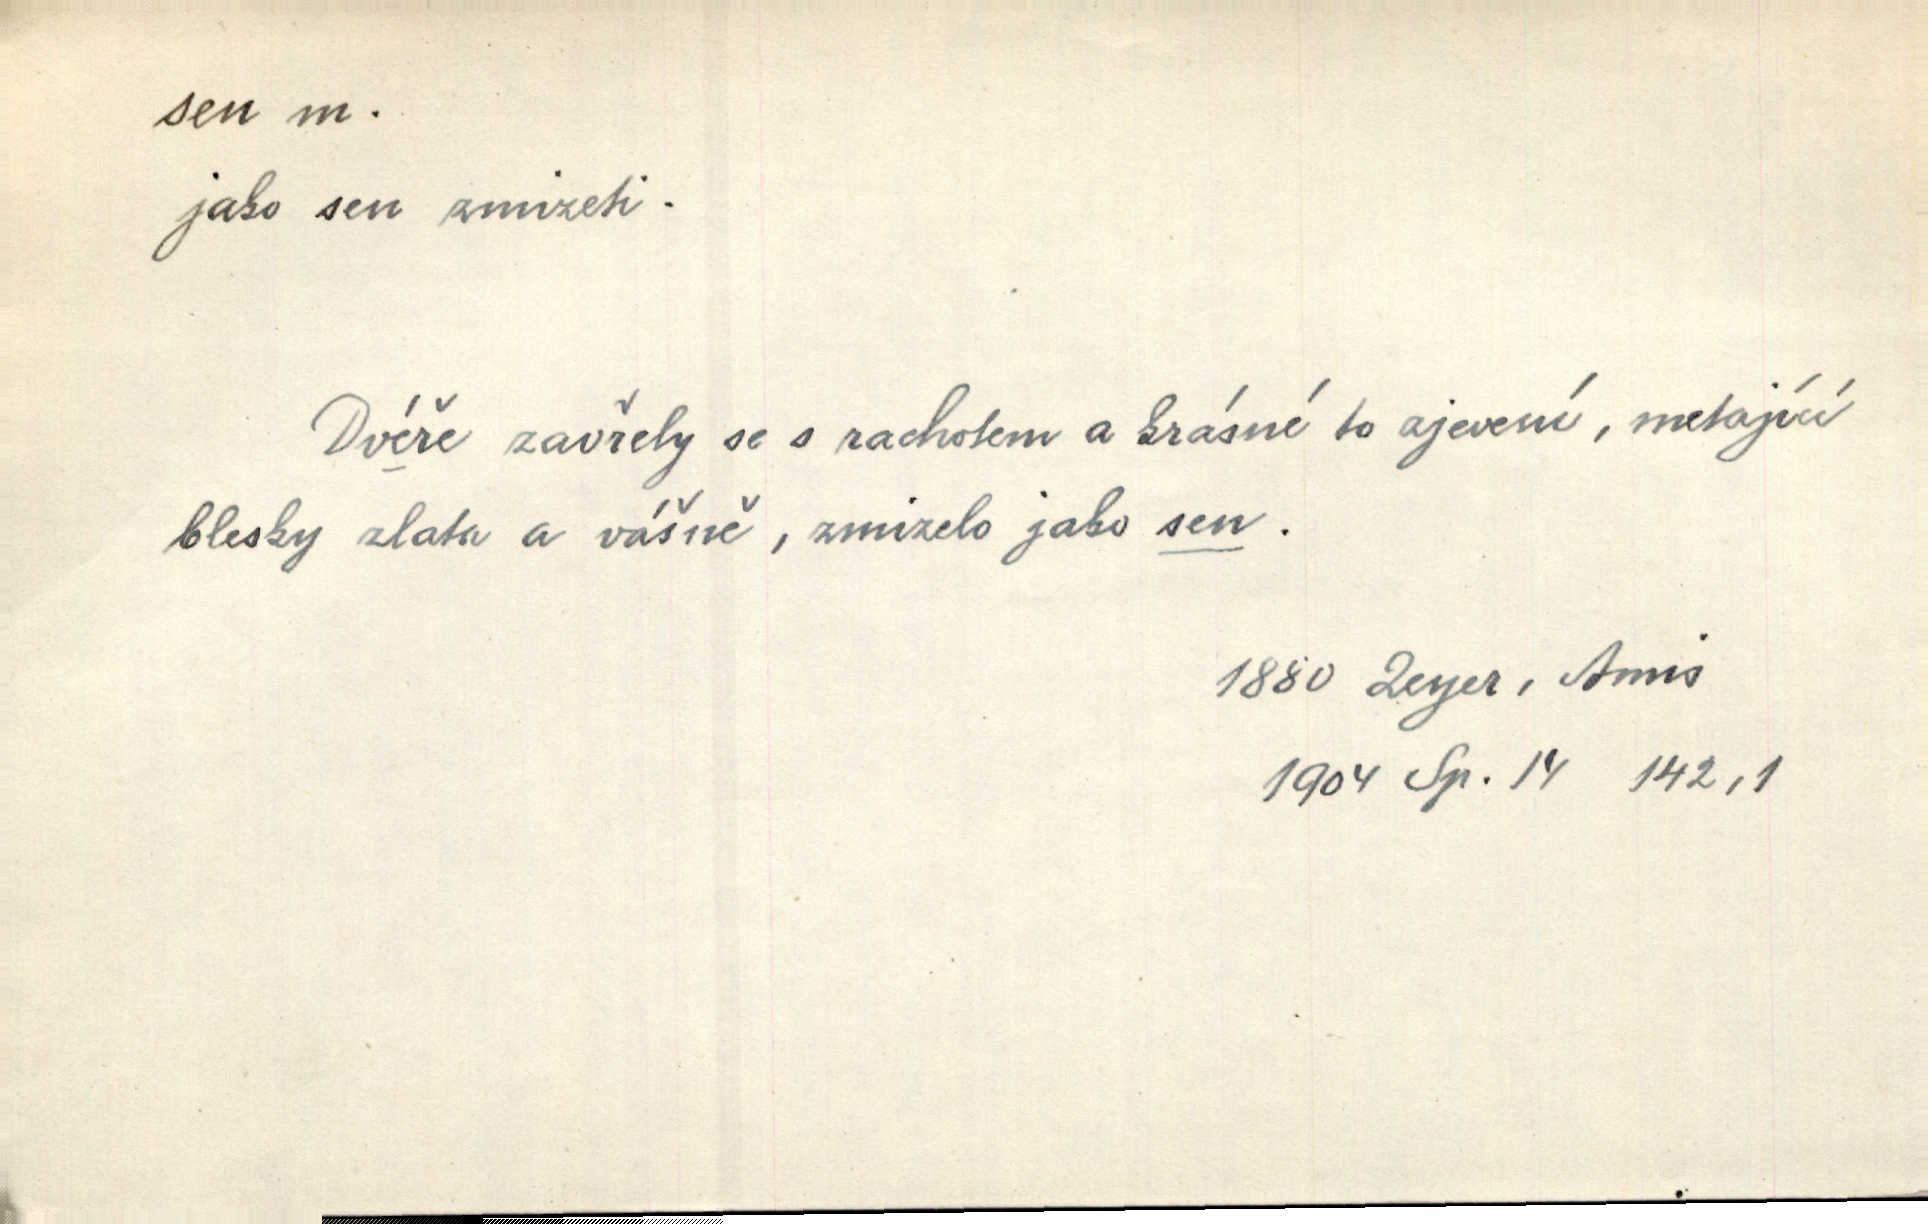 sen m.
jako sen zmizeti.
Dvéře zavřely se s rachotem a krásné to zjevení, metající
blesky zlata a vášně, zmizelo jako sen.
1880 Zeyer, Amis
1904 Sp. 14 142,1